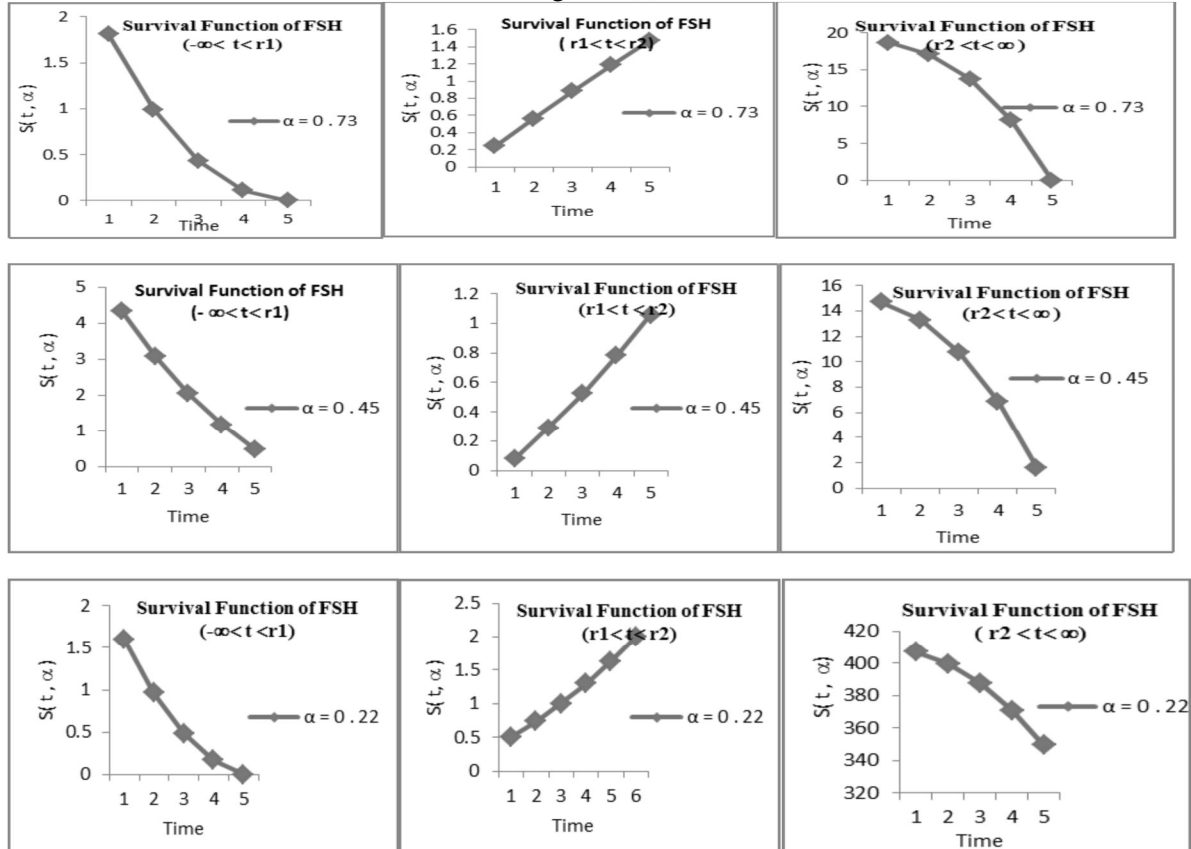 Survival Function of FSH
(-∞< t<r1)
2
1.5
1
0.5
0
S(t, α)
α = 0 . 73
1 2 3 4 5
Time
Survival Function of FSH
( r1<t<r2)
1.6
1.4
1.2
1
0.8
0.6
0.4
0.2
0
S(t, α)
α = 0 . 73
1 2 3 4 5
Time
Survival Function of FSH
(r2 <t<∞)
20
15
10
5
0
S(t, α)
α = 0 . 73
1 2 3 4 5
Time
Survival Function of FSH
(- ∞<t<r1)
5
4
3
2
1
0
S(t, α)
α = 0 . 45
1 2 3 4 5
Time
Survival Function of FSH
(r1<t<r2)
1.2
1
0.8
0.6
0.4
0.2
0
S(t, α)
α = 0 . 45
1 2 3 4 5
Time
Survival Function of FSH
(r2<t<∞)
16
14
12
10
8
6
4
2
0
S(t, α)
α = 0 . 45
1 2 3 4 5
Time
Survival Function of FSH
(-∞<t <r1)
2
1.5
1
0.5
0
S(t, α)
α = 0 . 22
1 2 3 4 5
Time
Survival Function of FSH
(r1<t<r2)
2.5
2
1.5
1
0.5
0
S(t, α)
α = 0 . 22
1 2 3 4 5 6
Time
Survival Function of FSH
( r2 <t<∞)
420
400
380
360
340
320
S(t, α)
α = 0 . 22
1 2 3 4 5
Time